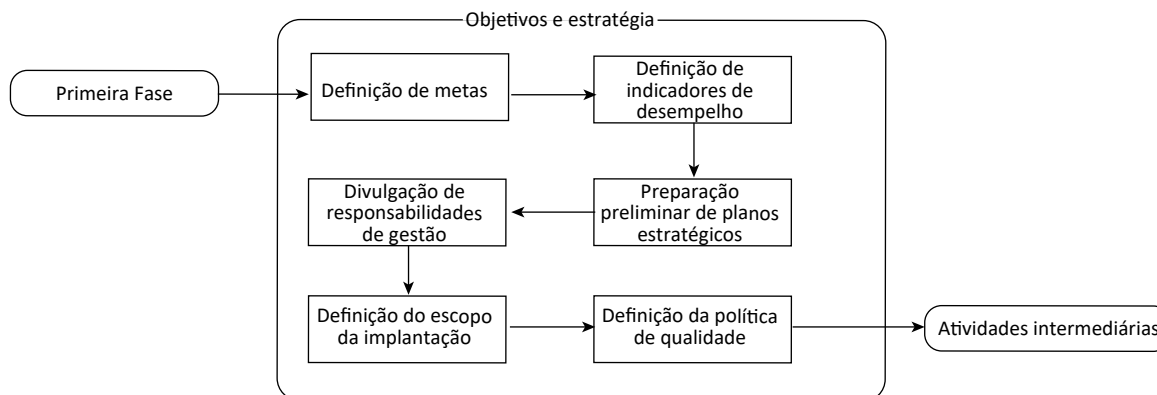 Objetivos e estratégia
Primeira Fase
Definição de metas
Definição de
indicadores de
desempelho
Preparação
preliminar de planos
estratégicos
Divulgação de
responsabilidades
de gestão
Definição do escopo
da implantação
Definição da política
de qualidade
Atividades intermediárias